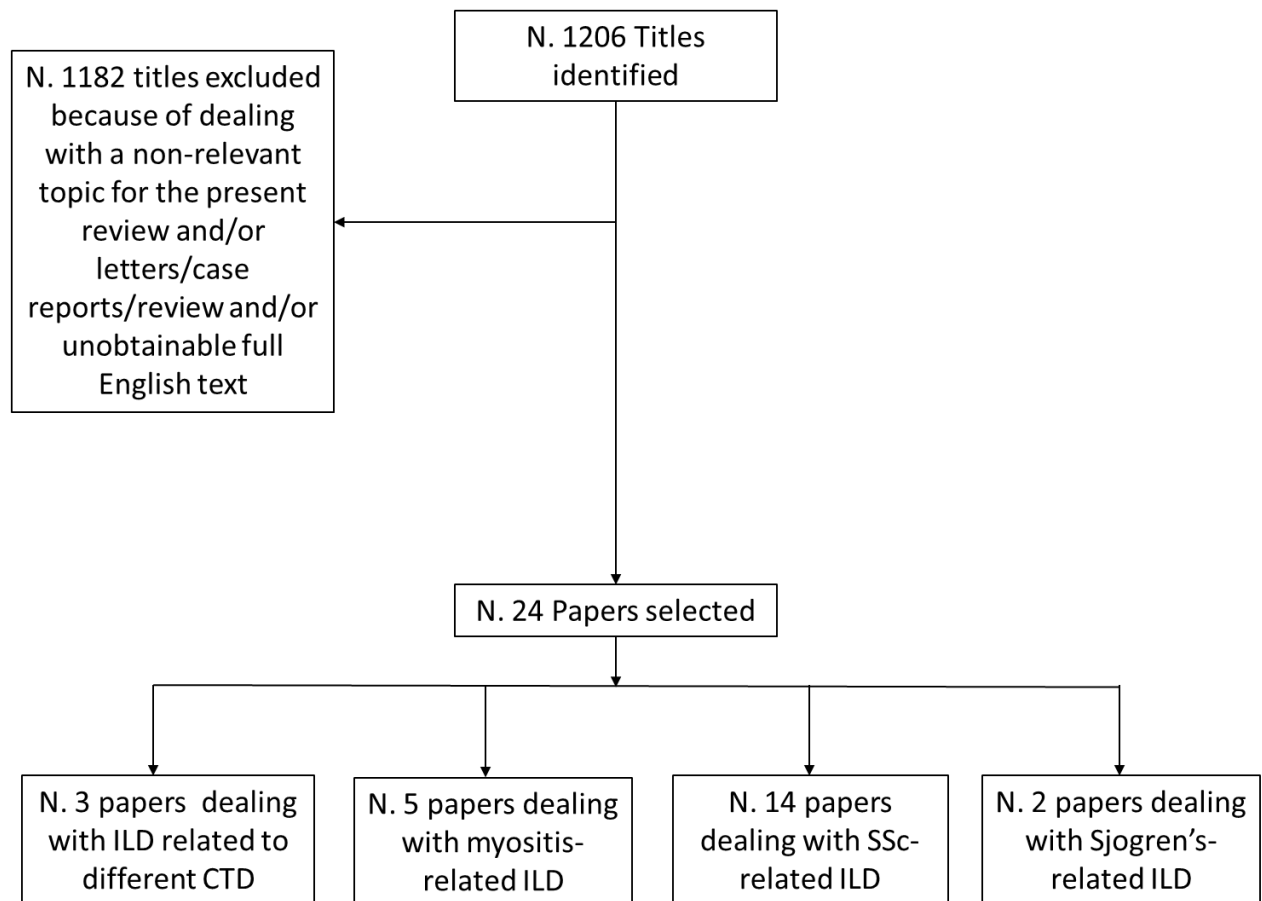 N. 1206 Titles
identified
N. 1182 titles excluded
because of dealing
with a non-relevant
topic for the present
review and/or
letters/case
reports/review and/or
unobtainable full
English text
N. 24 Papers selected
N. 3 papers dealing
with ILD related to
different CTD
N. 5 papers dealing
with myositis-
related ILD
N. 14 papers
dealing with SSc-
related ILD
N. 2 papers dealing
with Sjogren's-
related ILD